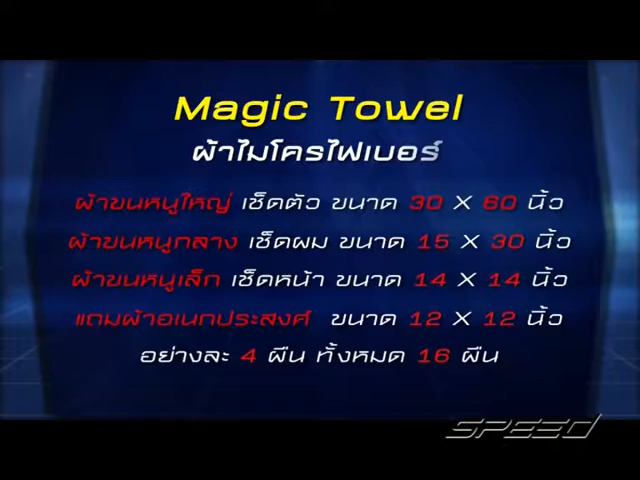 Magic Towel
ผ้าไมโครไฟเบอร์
ผ้าขนหนูใหญ่ เช็ดตัว ขนาด 30 X 60 นิ้ว
ผ้าขนหนูกลาง เช็ดผม ขนาด 15 X 30 นิ้ว
ผ้าขนหนูเล็ก เช็ดหน้า ขนาด 14 X 14 นิ้ว
แถมผ้าอเนกประสงค์ ขนาด 12 X 12 นิ้ว
อย่างละ 4 ผืน ทั้งหมด 16 ผืน
SPEED